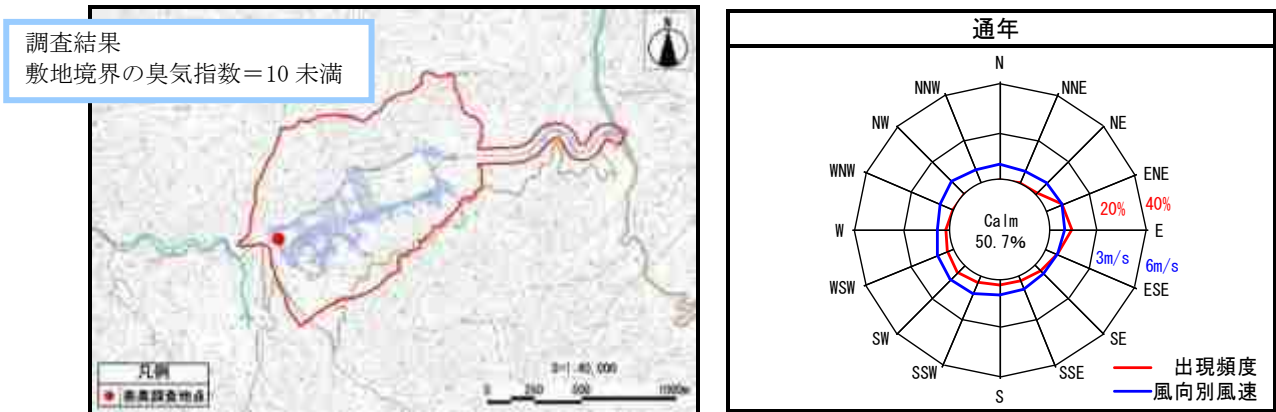 調査結果
敷地境界の臭気指数＝10 未満
N
凡例
悪臭調査地点
S=1:40,000
0 250 500 1000m
通年
N
NNW
NNE
NW
NE
WNW
ENE
20%
40%
Calm
50.7%
W
E
3m/s
6m/s
WSW
ESE
SW
SE
SSW
SSE
S
出現頻度
風向別風速